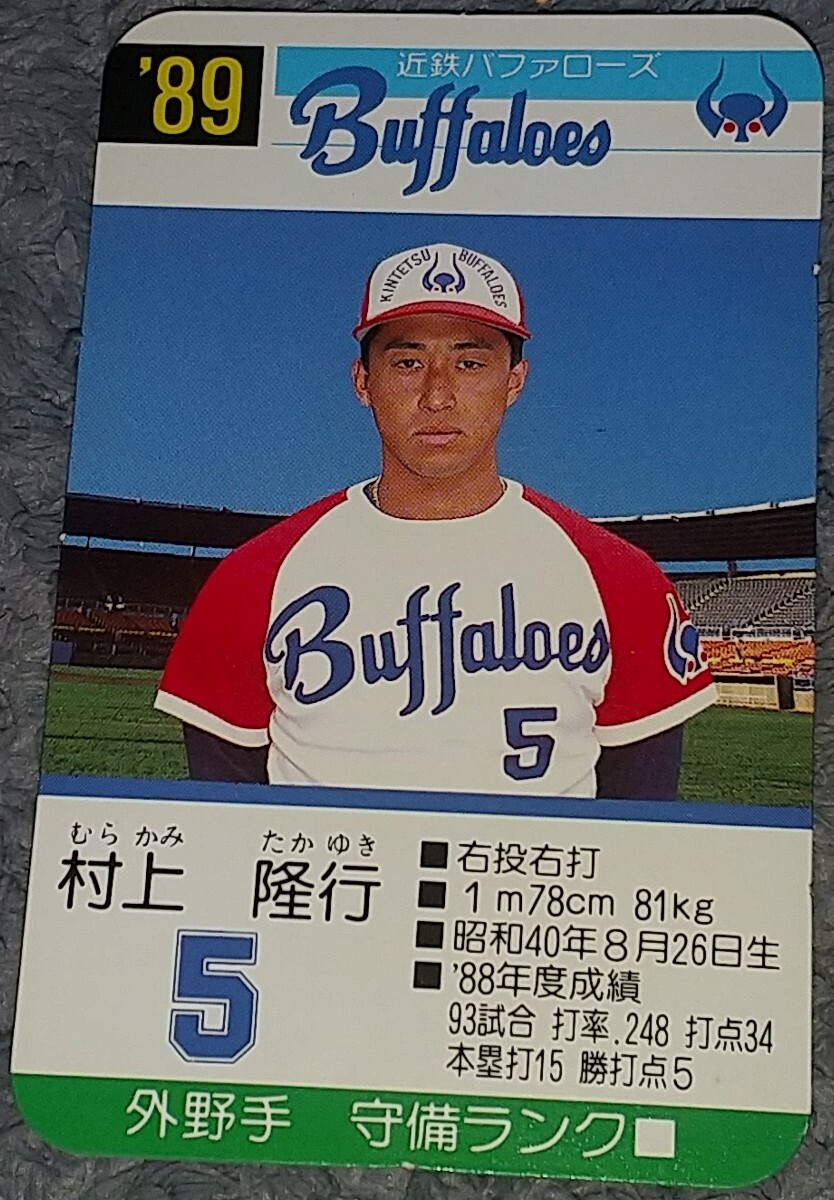 '89
近鉄バファローズ
Buffaloes
KINTETSU BUFFALOES
Buffaloes
5
むら かみ たか ゆき
村上 隆行
5
■右投右打
■1m78cm 81kg
■昭和40年8月26日生
■'88年度成績
93試合 打率.248 打点34
本塁打15 勝打点5
外野手 守備ランク■